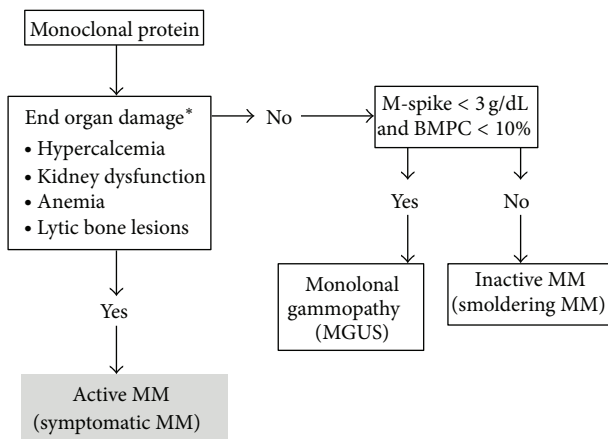 Monoclonal protein
End organ damage*
• Hypercalcemia
• Kidney dysfunction
• Anemia
• Lytic bone lesions
No
M-spike < 3 g/dL
and BMPC < 10%
Yes
No
Monolonal
gammopathy
(MGUS)
Inactive MM
(smoldering MM)
Yes
Active MM
(symptomatic MM)